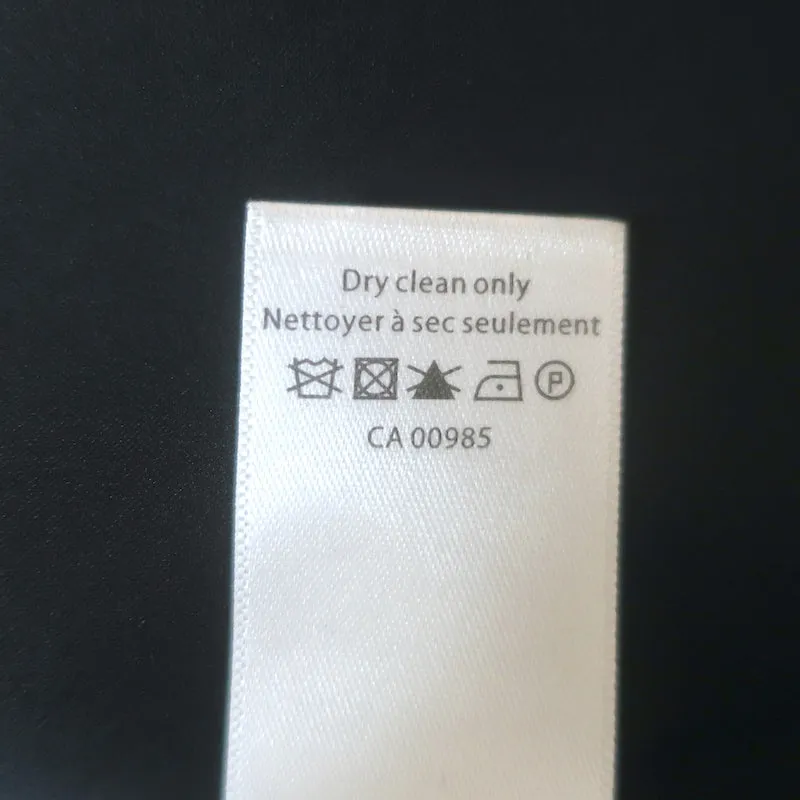 Dry clean only
Nettoyer à sec seulement
P
CA 00985